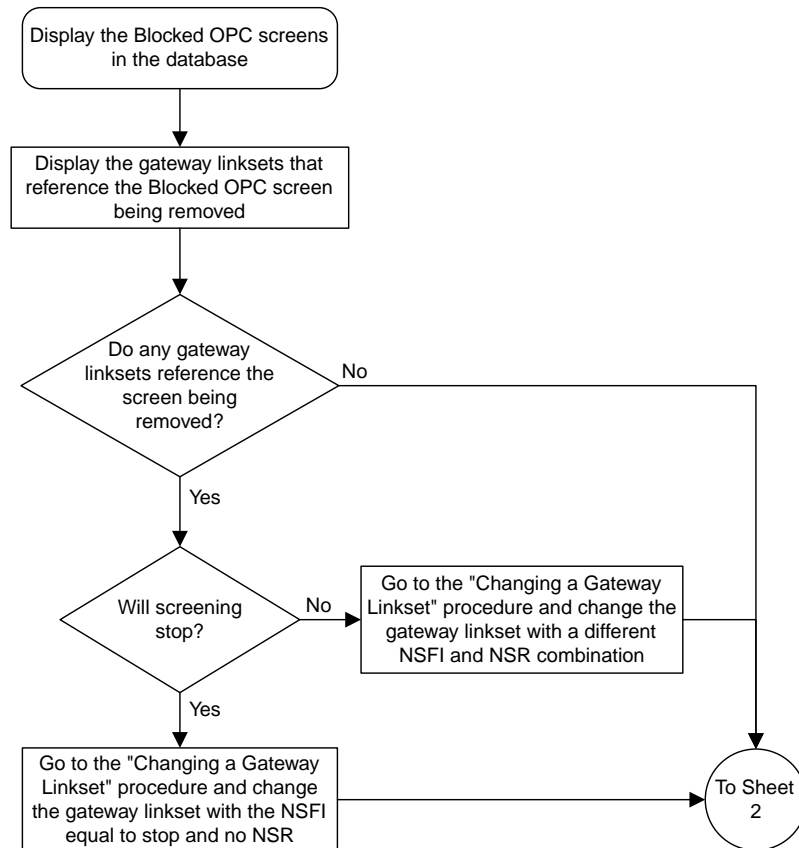 Display the Blocked OPC screens
in the database
Display the gateway linksets that
reference the Blocked OPC screen
being removed
Do any gateway
linksets reference the
screen being
removed?
No
Yes
Will screening
stop?
No
Go to the "Changing a Gateway
Linkset" procedure and change the
gateway linkset with a different
NSFI and NSR combination
Yes
Go to the "Changing a Gateway
Linkset" procedure and change
the gateway linkset with the NSFI
equal to stop and no NSR
To Sheet
2